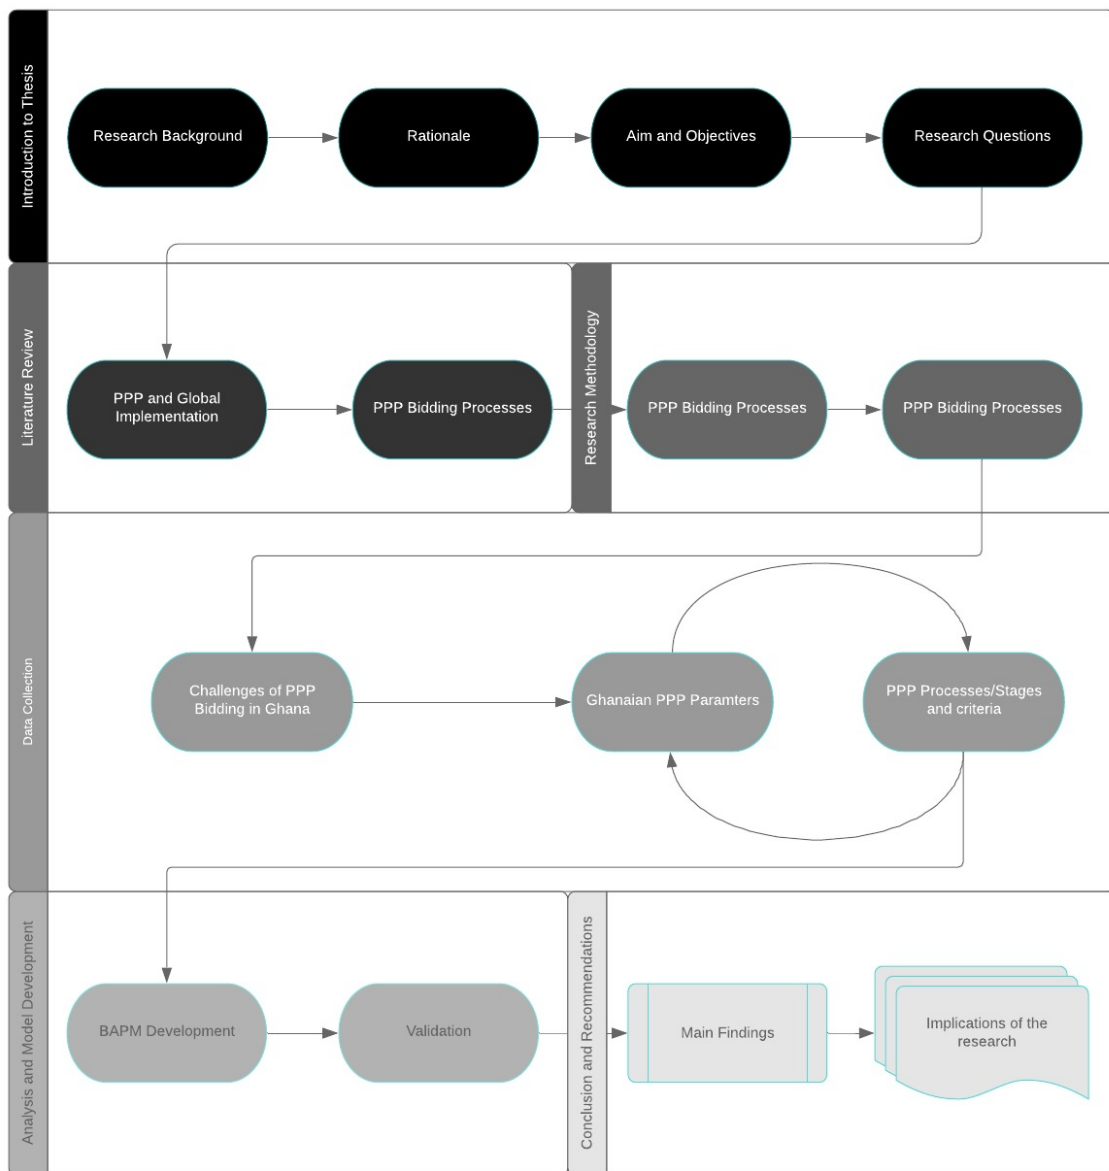 Introduction to Thesis
Research Background
Rationale
Aim and Objectives
Research Questions
Literature Review
PPP and Global
Implementation
PPP Bidding Processes
Research Methodology
PPP Bidding Processes
PPP Bidding Processes
Data Collection
Challenges of PPP
Bidding in Ghana
Ghanaian PPP Paramters
PPP Processes/Stages
and criteria
Analysis and Model Development
BAPM Development
Validation
Conclusion and Recommendations
Main Findings
Implications of the
research